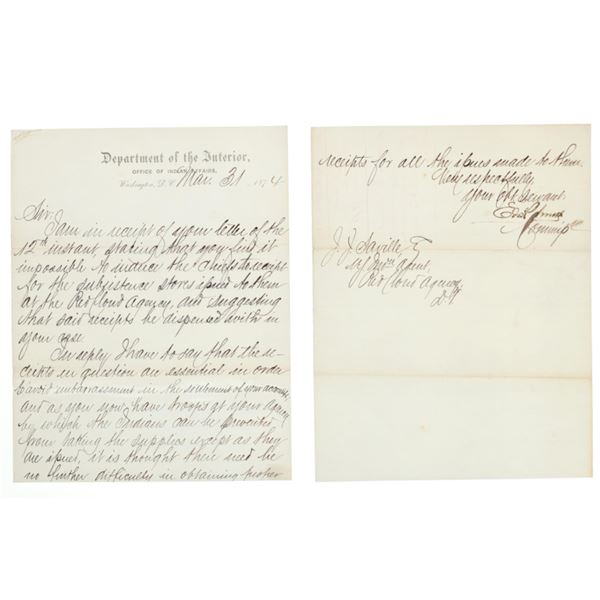 Department of the Interior,
OFFICE OF INDIAN AFFAIRS,
Washington, D. C. Mar. 31, 1874
Sir:
I am in receipt of your letter of the
12th instant, stating that you find it
impossible to induce the Chiefs to receipt
for the subsistence stores issued to them
at the Red Cloud Agency, and suggesting
that said receipts be dispensed with in
your case.
In reply I have to say that the re-
ceipts in question are essential in order
to avoid embarrassment in the settlement of your accounts,
and as you now have troops at your Agency
by which the Indians can be prevented
from taking the supplies except as they
are issued, it is thought there need be
no further difficulty in obtaining proper
receipts for all the issues made to them.
Very respectfully,
Your obt. servant.
Edw. P. Smith
Commiss
J. J. Saville
U.S. Ind. Agent,
Red Cloud Agency,
D.T.